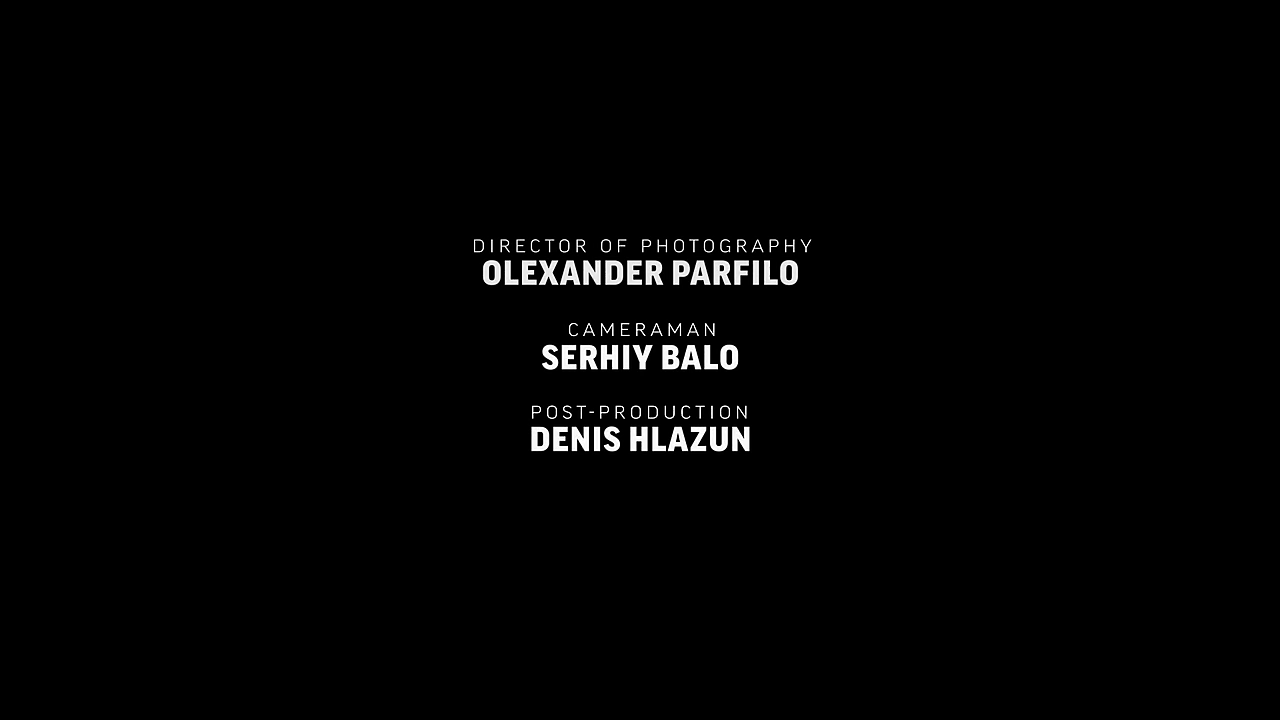 DIRECTOR OF PHOTOGRAPHY
OLEXANDER PARFILO
CAMERAMAN
SERHIY BALO
POST-PRODUCTION
DENIS HLAZUN